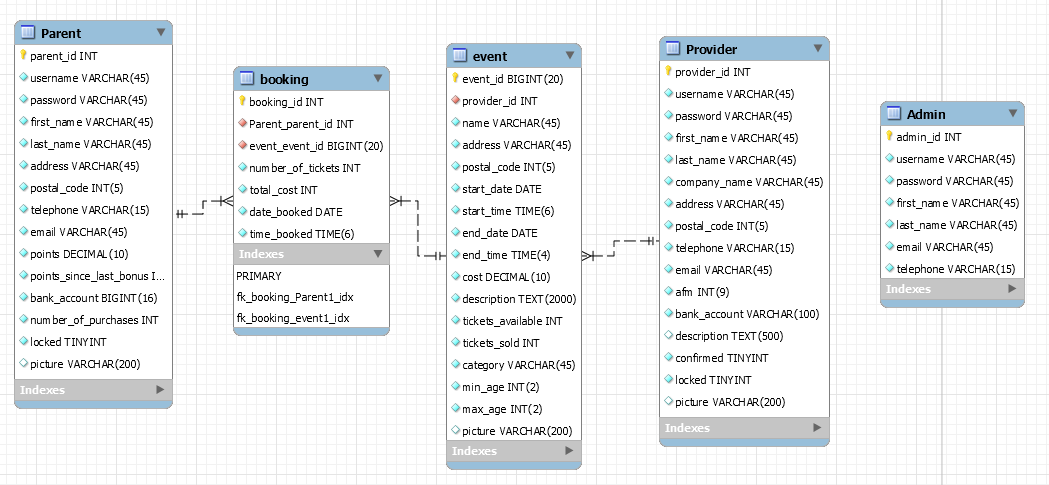 Parent
parent_id INT
username VARCHAR(45)
password VARCHAR(45)
first_name VARCHAR(45)
last_name VARCHAR(45)
address VARCHAR(45)
postal_code INT(5)
telephone VARCHAR(15)
email VARCHAR(45)
points DECIMAL(10)
points_since_last_bonus I...
bank_account BIGINT(16)
number_of_purchases INT
locked TINYINT
picture VARCHAR(200)
Indexes
booking
booking_id INT
Parent_parent_id INT
event_event_id BIGINT(20)
number_of_tickets INT
total_cost INT
date_booked DATE
time_booked TIME(6)
Indexes
PRIMARY
fk_booking_Parent1_idx
fk_booking_event1_idx
event
event_id BIGINT(20)
provider_id INT
name VARCHAR(45)
address VARCHAR(45)
postal_code INT(5)
start_date DATE
start_time TIME(6)
end_date DATE
end_time TIME(4)
cost DECIMAL(10)
description TEXT(2000)
tickets_available INT
tickets_sold INT
category VARCHAR(45)
min_age INT(2)
max_age INT(2)
picture VARCHAR(200)
Indexes
Provider
provider_id INT
username VARCHAR(45)
password VARCHAR(45)
first_name VARCHAR(45)
last_name VARCHAR(45)
company_name VARCHAR(45)
address VARCHAR(45)
postal_code INT(5)
telephone VARCHAR(15)
email VARCHAR(45)
afm INT(9)
bank_account VARCHAR(100)
description TEXT(500)
confirmed TINYINT
locked TINYINT
picture VARCHAR(200)
Indexes
Admin
admin_id INT
username VARCHAR(45)
password VARCHAR(45)
first_name VARCHAR(45)
last_name VARCHAR(45)
email VARCHAR(45)
telephone VARCHAR(15)
Indexes